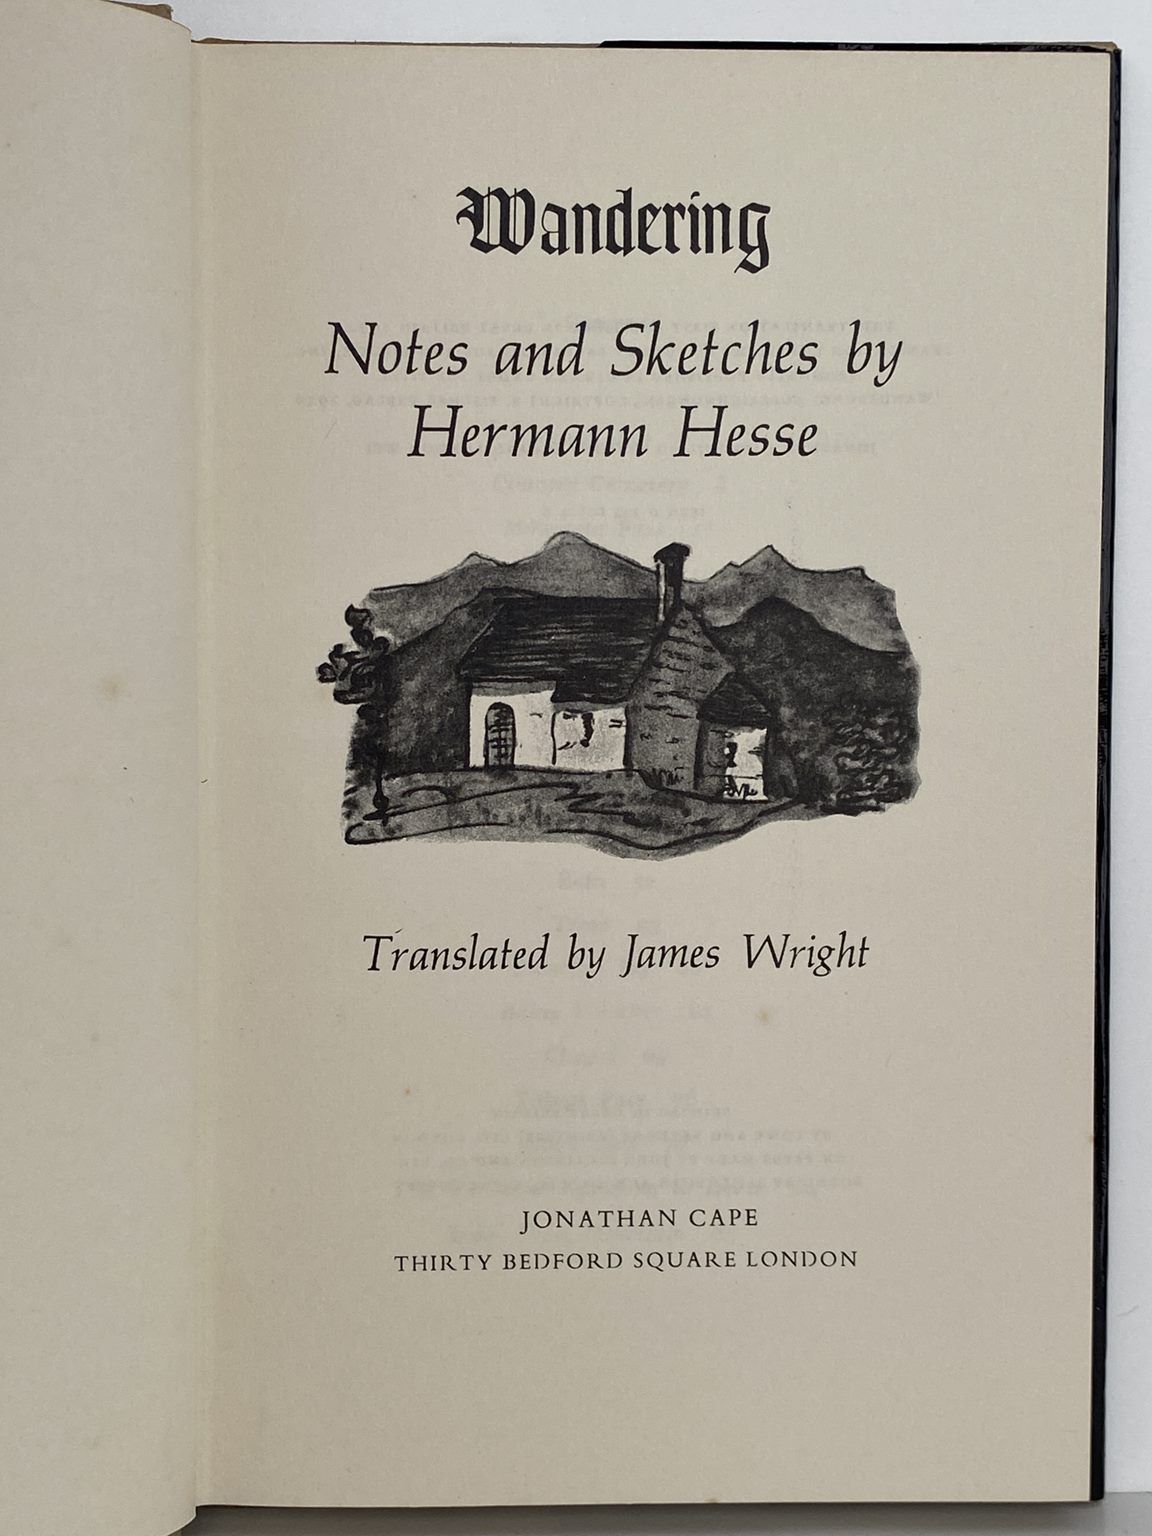 Wandering
Notes and Sketches by
Hermann Hesse
Translated by James Wright
JONATHAN CAPE
THIRTY BEDFORD SQUARE LONDON